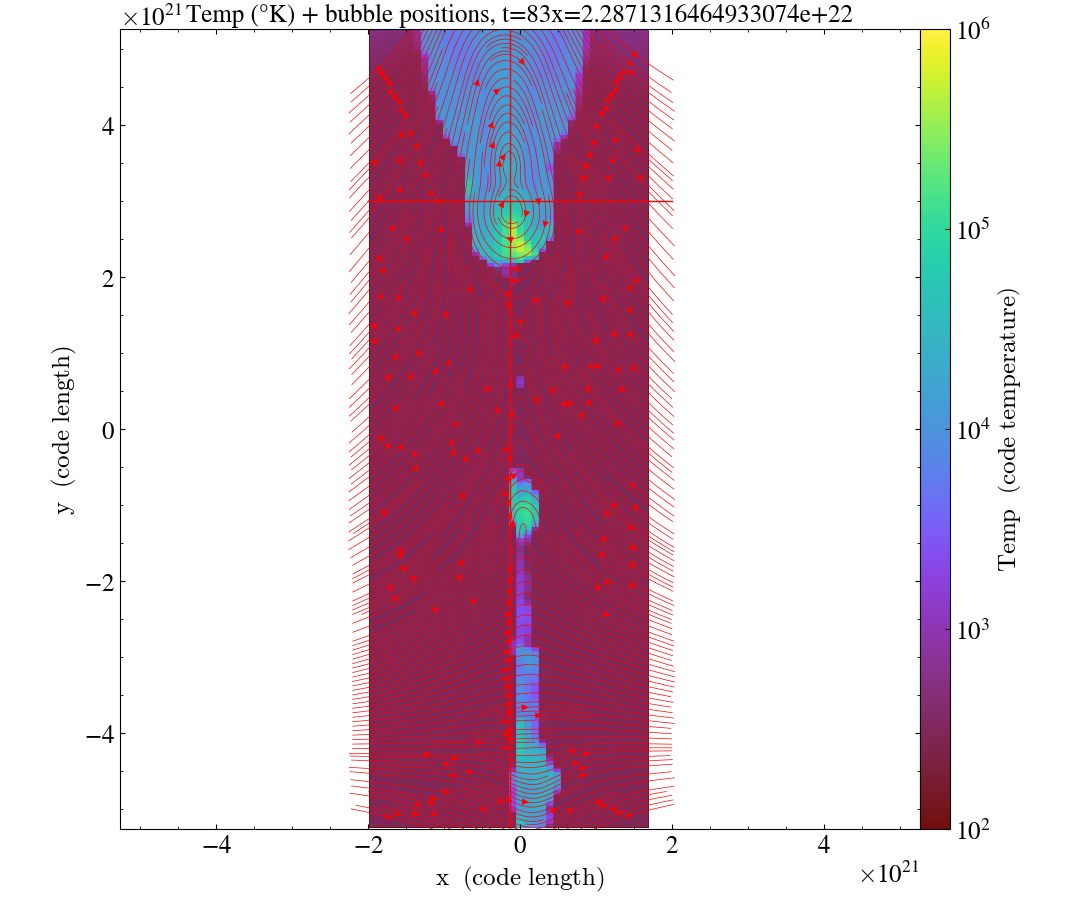 ×10²¹ Temp (°K) + bubble positions, t=83x=2.2871316464933074e+22
10⁶
4
10⁵
2
y (code length)
0
10⁴
Temp (code temperature)
−2
10³
−4
10²
−4 −2 0 2 4
x (code length)
×10²¹